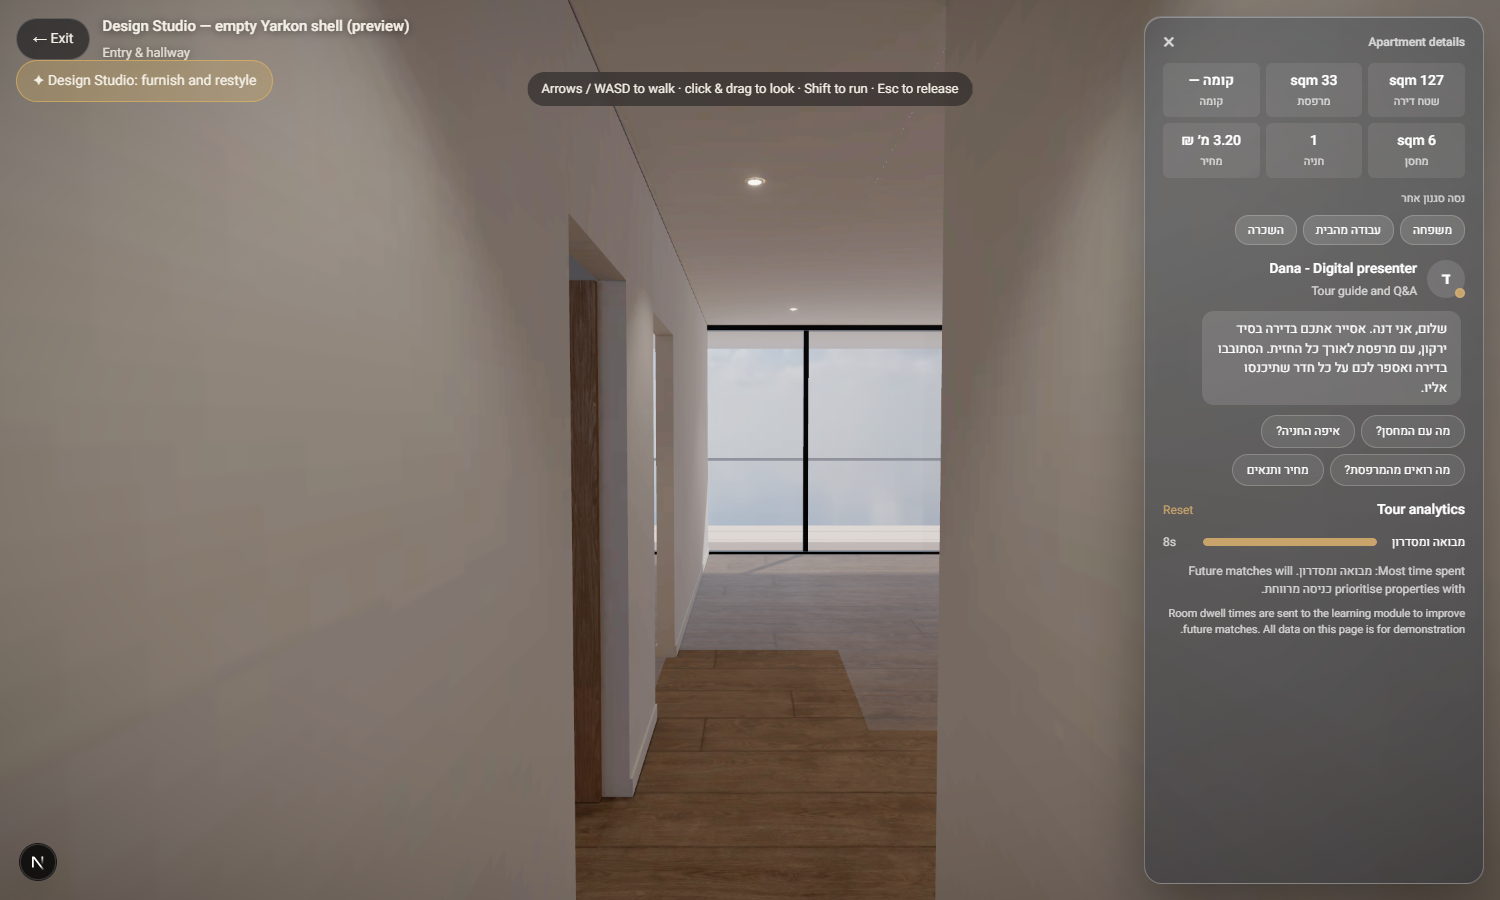 ← Exit
Design Studio — empty Yarkon shell (preview)
Entry & hallway
✦ Design Studio: furnish and restyle
Arrows / WASD to walk · click & drag to look · Shift to run · Esc to release
N
✕ Apartment details
127 sqm
שטח דירה
33 sqm
מרפסת
קומה —
קומה
6 sqm
מחסן
1
חניה
3.20 מ׳ ₪
מחיר
נסה סגנון אחר
משפחה
עבודה מהבית
השכרה
ד
Dana - Digital presenter
Tour guide and Q&A
שלום, אני דנה. אסייר אתכם בדירה בסיד
ירקון, עם מרפסת לאורך כל החזית. הסתובבו
בדירה ואספר לכם על כל חדר שתיכנסו
אליו.
מה עם המחסן?
איפה החניה?
מה רואים מהמרפסת?
מחיר ותנאים
Tour analytics
Reset
מבואה ומסדרון
8s
Most time spent: מבואה ומסדרון. Future matches will
prioritise properties with כניסה מרווחת.
Room dwell times are sent to the learning module to improve
future matches. All data on this page is for demonstration.